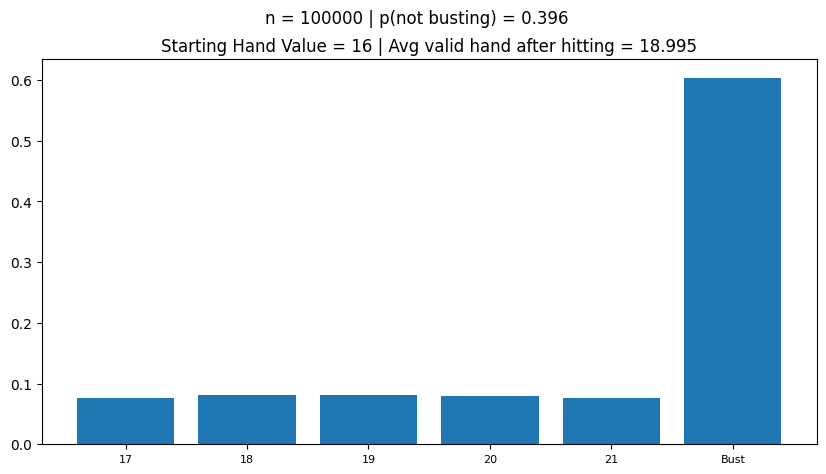 n = 100000 | p(not busting) = 0.396
Starting Hand Value = 16 | Avg valid hand after hitting = 18.995
0.6
0.5
0.4
0.3
0.2
0.1
0.0
17 18 19 20 21 Bust